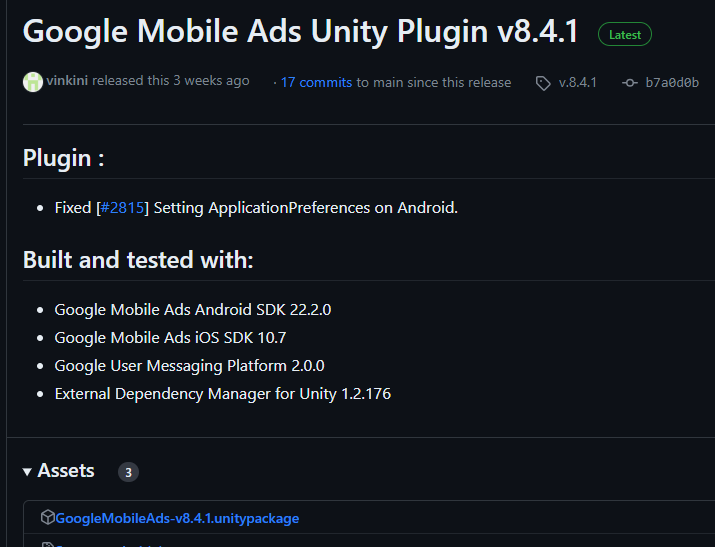 Google Mobile Ads Unity Plugin v8.4.1 Latest
vinkini released this 3 weeks ago · 17 commits to main since this release v.8.4.1 b7a0d0b
Plugin :
• Fixed [#2815] Setting ApplicationPreferences on Android.
Built and tested with:
• Google Mobile Ads Android SDK 22.2.0
• Google Mobile Ads iOS SDK 10.7
• Google User Messaging Platform 2.0.0
• External Dependency Manager for Unity 1.2.176
Assets 3
GoogleMobileAds-v8.4.1.unitypackage